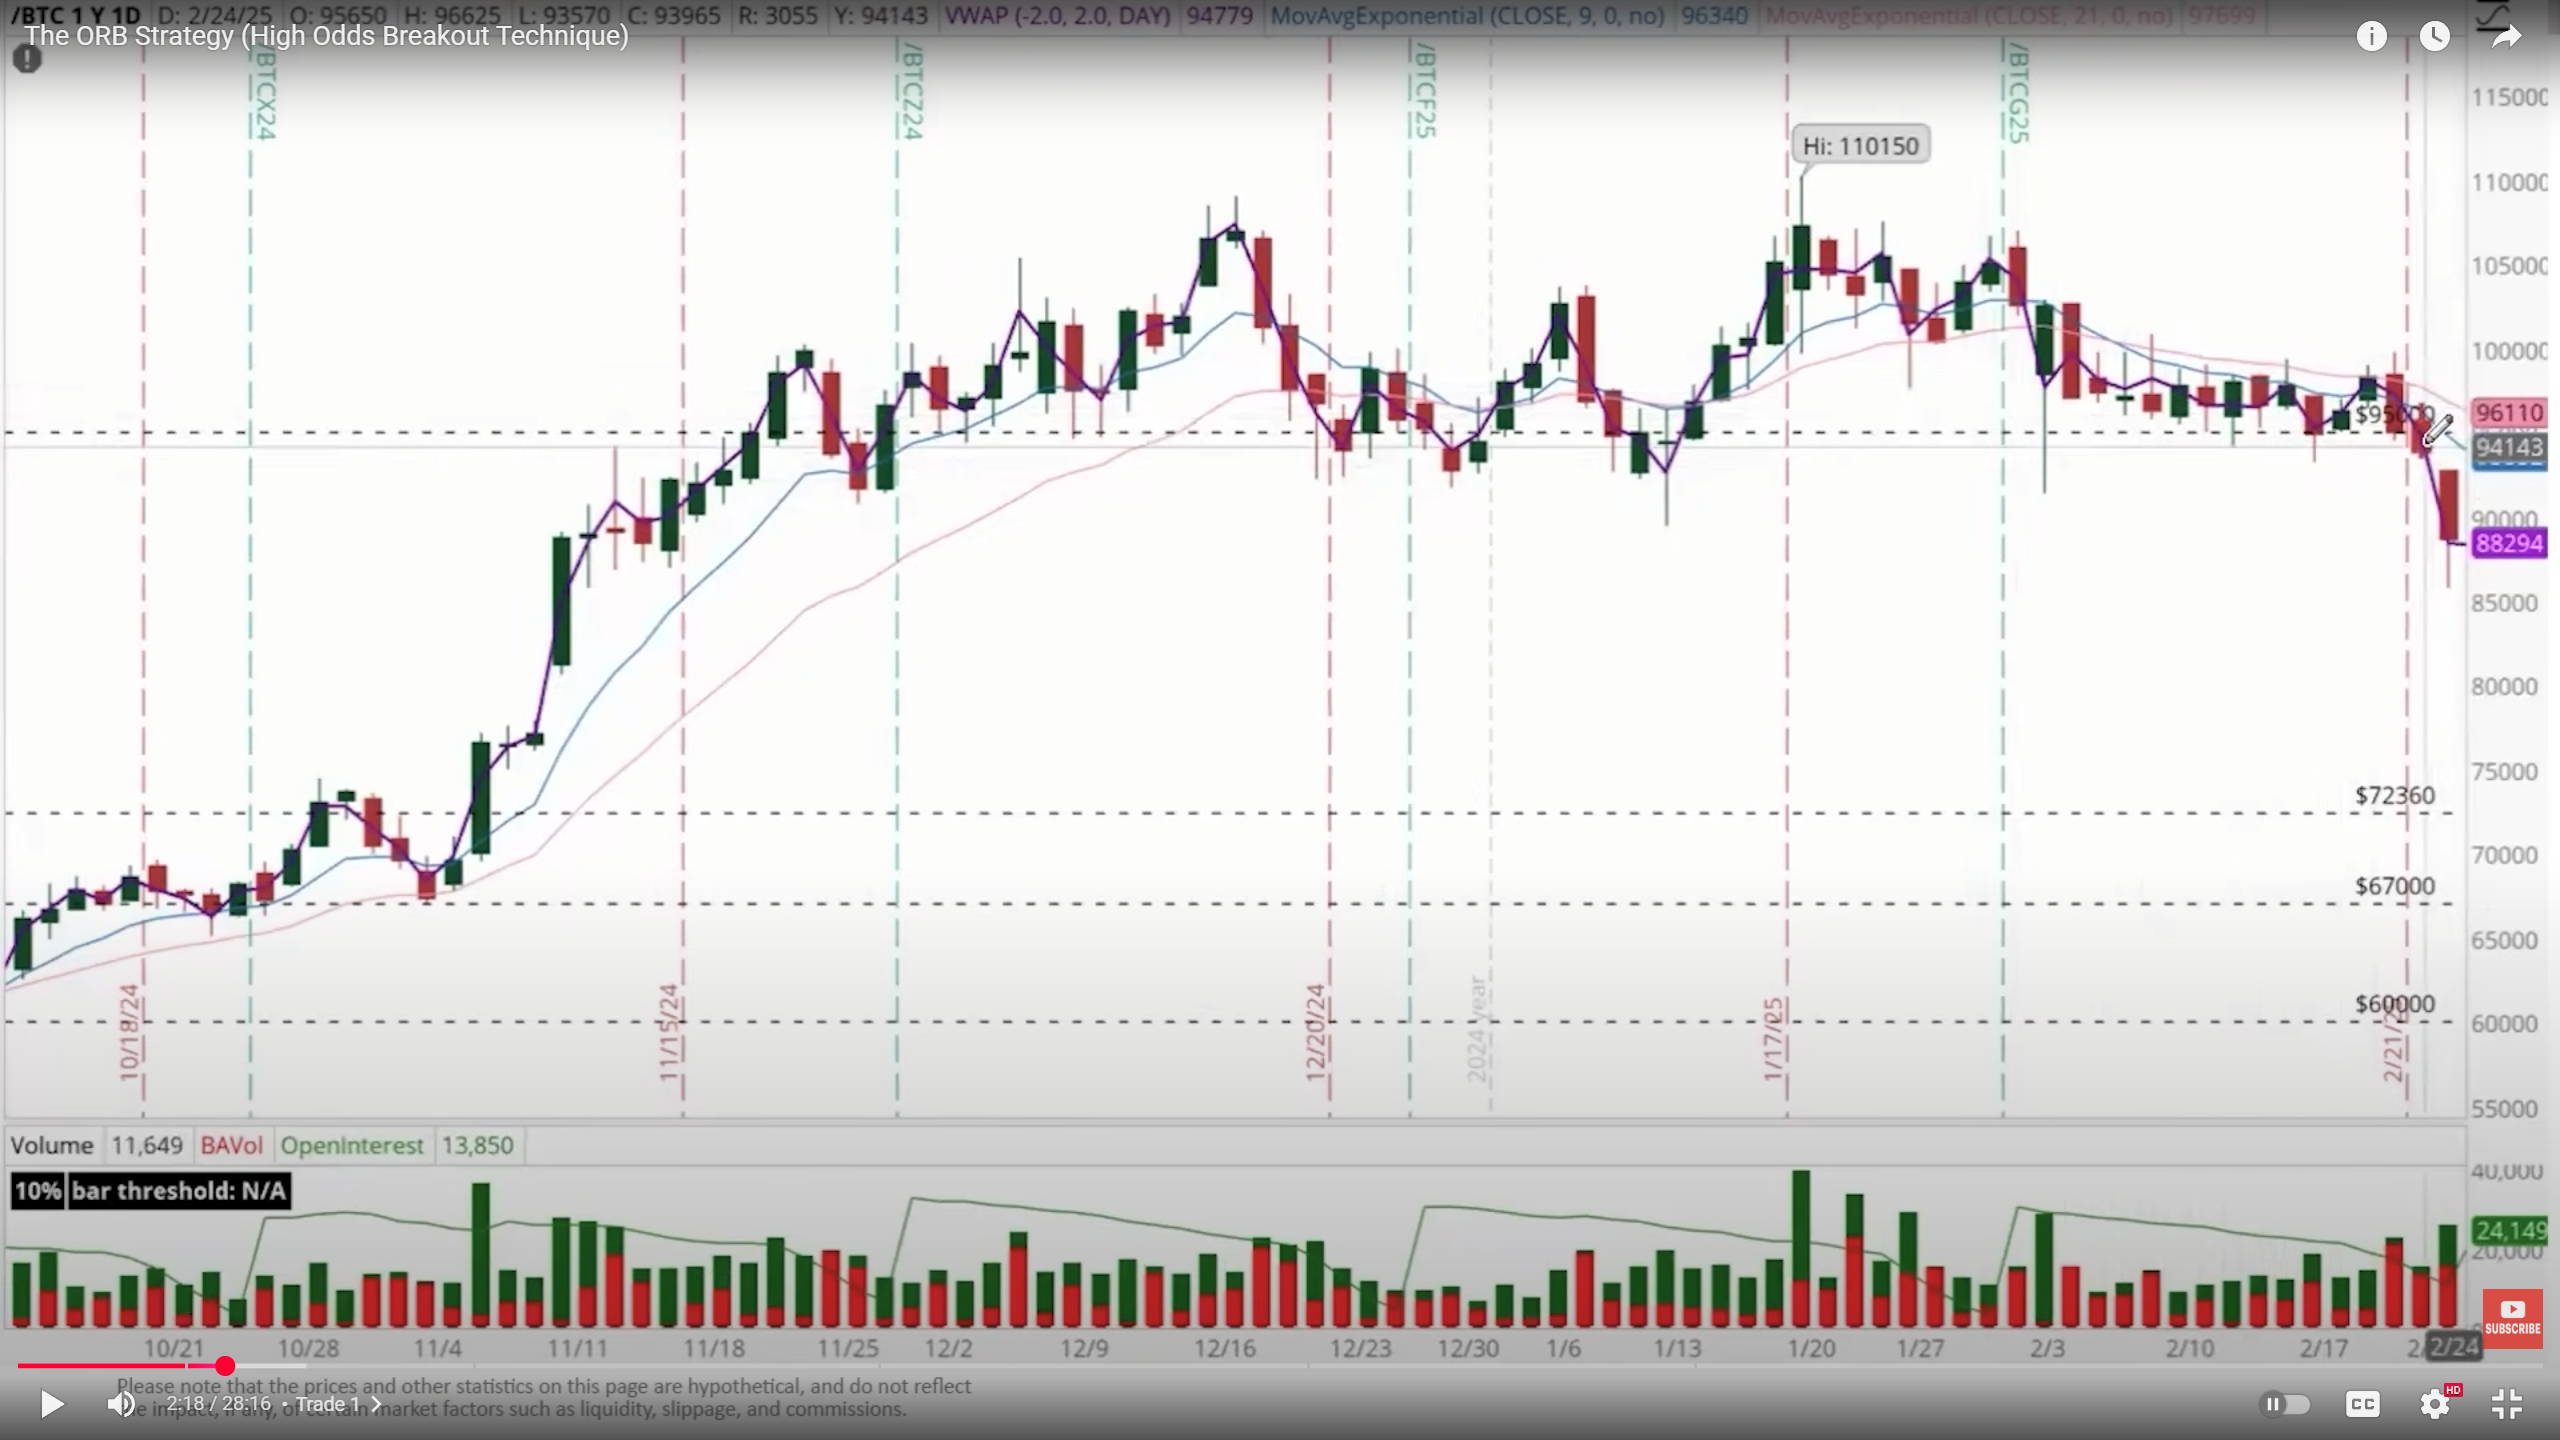 /BTC 1 Y 1D D: 2/24/25 O: 95650 H: 96625 L: 93570 C: 93965 R: 3055 Y: 94143 VWAP (-2.0, 2.0, DAY) 94779 MovAvgExponential (CLOSE, 9, 0, no) 96340 MovAvgExponential (CLOSE, 21, 0, no) 97699
The ORB Strategy (High Odds Breakout Technique)
/BTCX24
/BTCZ24
/BTCF25
/BTCG25
Hi: 110150
115000
110000
105000
100000
$95000
96110
94143
90000
88294
85000
80000
75000
$72360
70000
$67000
65000
$60000
60000
55000
10/18/24
11/15/24
12/20/24
2024 year
1/17/25
Volume 11,649 BAVol OpenInterest 13,850
10% bar threshold: N/A
40,000
24,149
20,000
SUBSCRIBE
10/21 10/28 11/4 11/11 11/18 11/25 12/2 12/9 12/16 12/23 12/30 1/6 1/13 1/20 1/27 2/3 2/10 2/17 2/24
Please note that the prices and other statistics on this page are hypothetical, and do not reflect
impact, if any, of certain market factors such as liquidity, slippage, and commissions.
2:18 / 28:16 • Trade 1
CC
HD